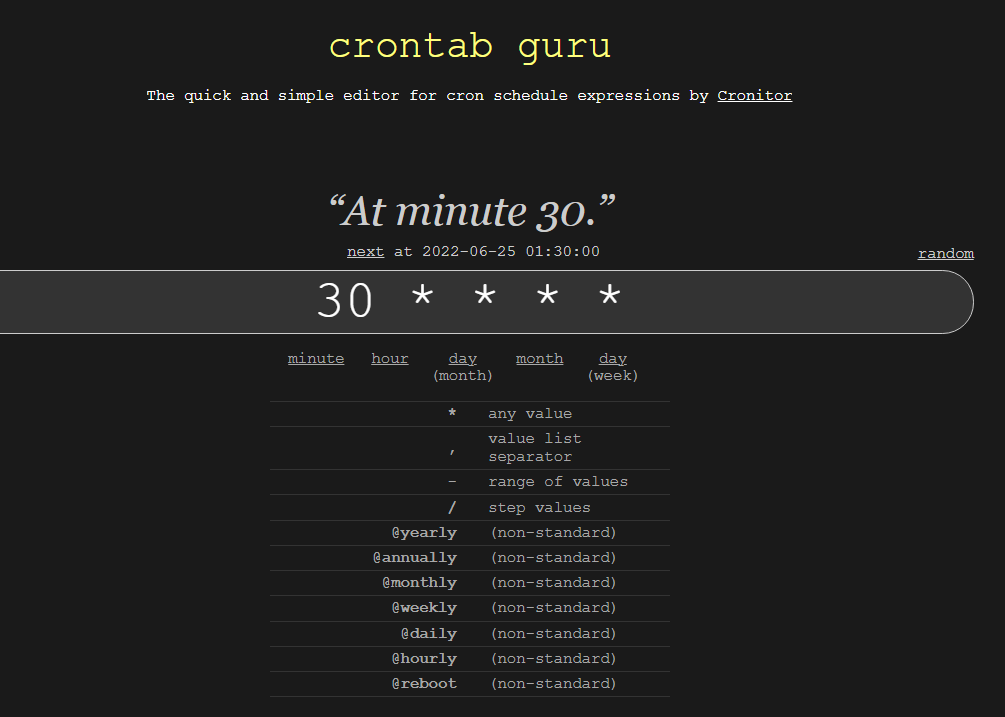 crontab guru
The quick and simple editor for cron schedule expressions by Cronitor
“At minute 30.”
next at 2022-06-25 01:30:00
random
30 * * * *
minute hour day (month) month day (week)
* any value
, value list separator
- range of values
/ step values
@yearly (non-standard)
@annually (non-standard)
@monthly (non-standard)
@weekly (non-standard)
@daily (non-standard)
@hourly (non-standard)
@reboot (non-standard)